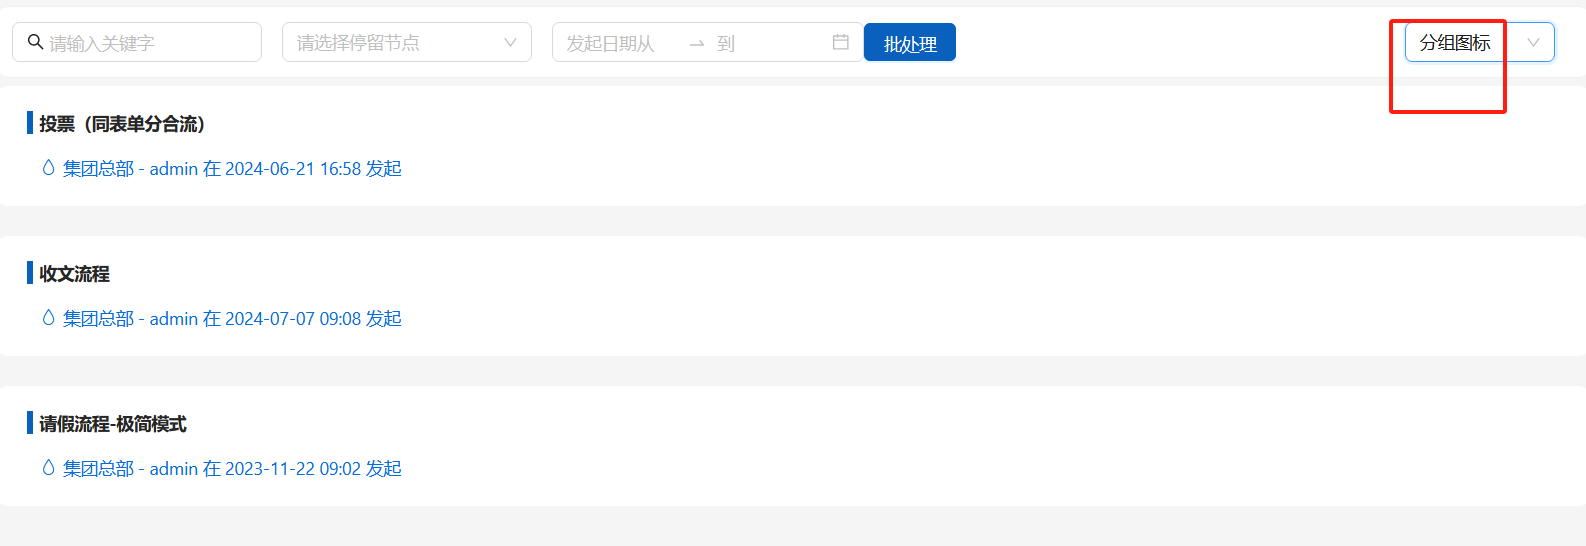 请输入关键字 请选择停留节点 发起日期从 → 到 批处理 分组图标
投票（同表单分合流）
集团总部 - admin 在 2024-06-21 16:58 发起
收文流程
集团总部 - admin 在 2024-07-07 09:08 发起
请假流程-极简模式
集团总部 - admin 在 2023-11-22 09:02 发起